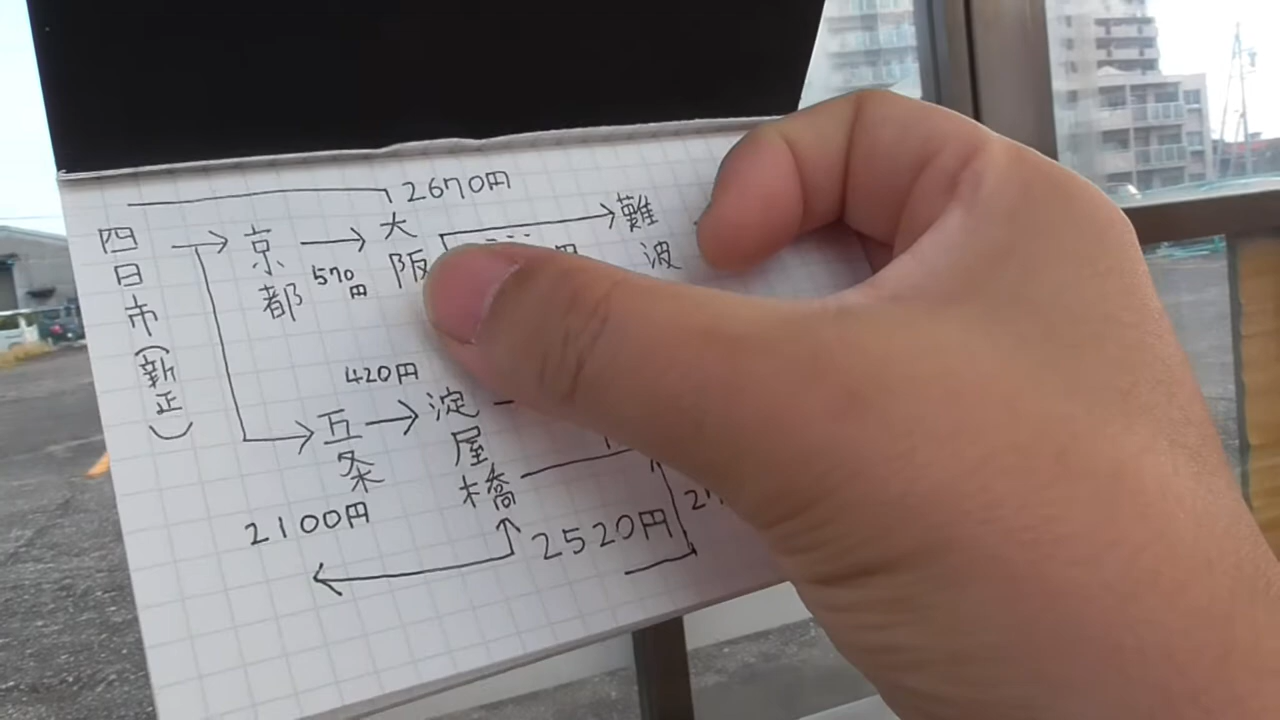 2670円
四日市(新正)
京都
570円
大阪
難波
円
420円
五条
淀屋橋
2100円
2520円